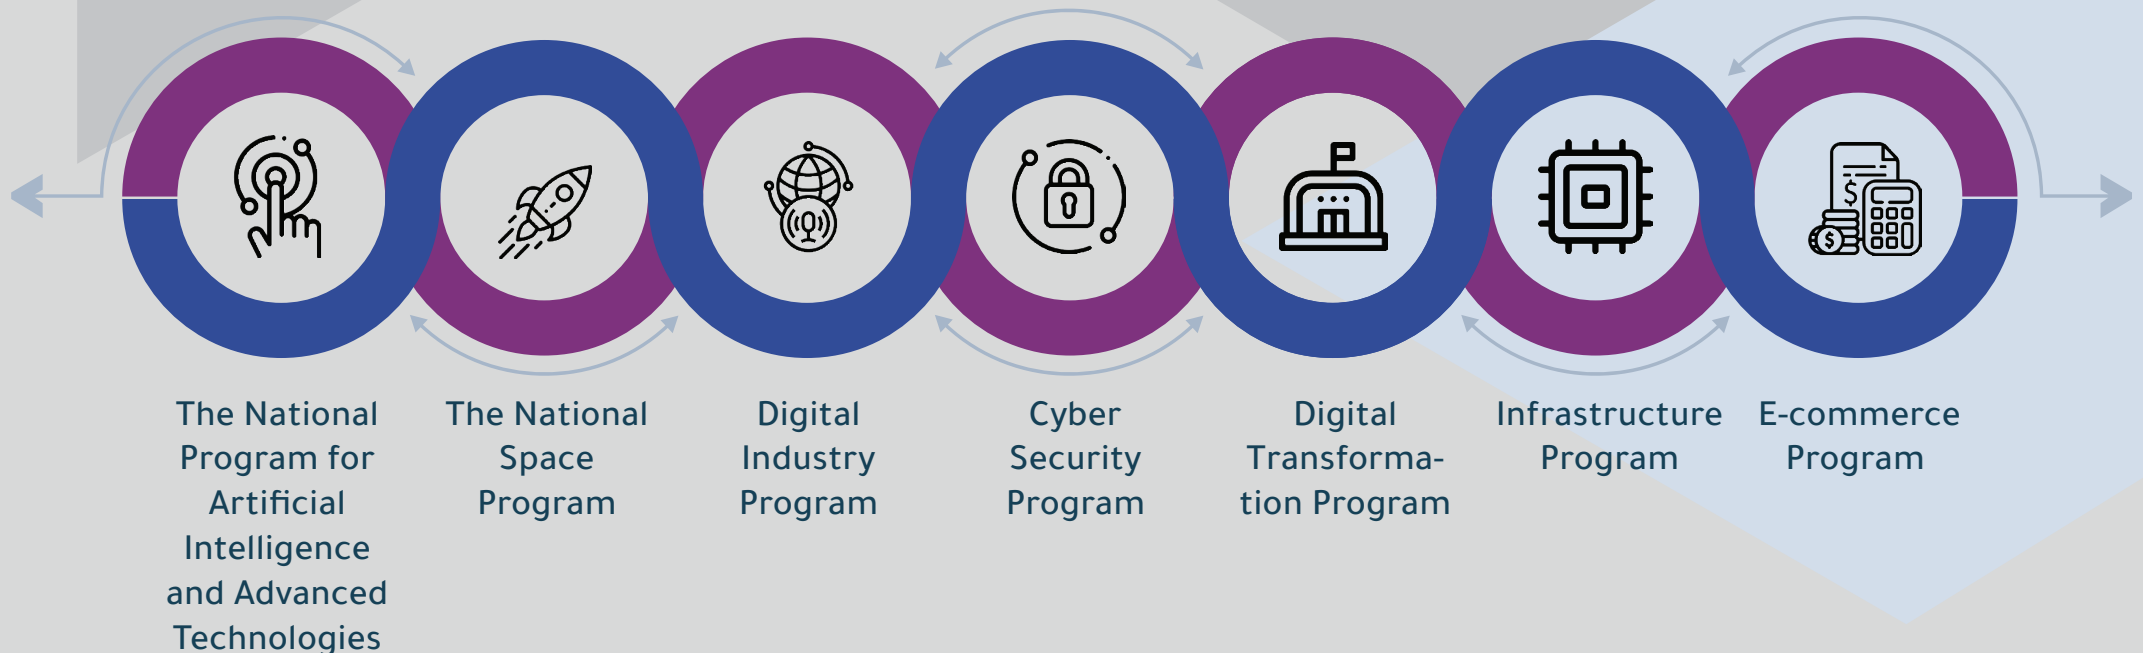 The National
Program for
Artificial
Intelligence
and Advanced
Technologies
The National
Space
Program
Digital
Industry
Program
Cyber
Security
Program
Digital
Transforma-
tion Program
Infrastructure
Program
E-commerce
Program